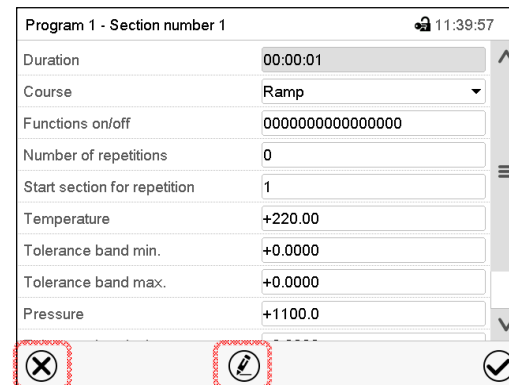 Program 1 - Section number 1 11:39:57
Duration 00:00:01
Course Ramp
Functions on/off 0000000000000000
Number of repetitions 0
Start section for repetition 1
Temperature +220.00
Tolerance band min. +0.0000
Tolerance band max. +0.0000
Pressure +1100.0